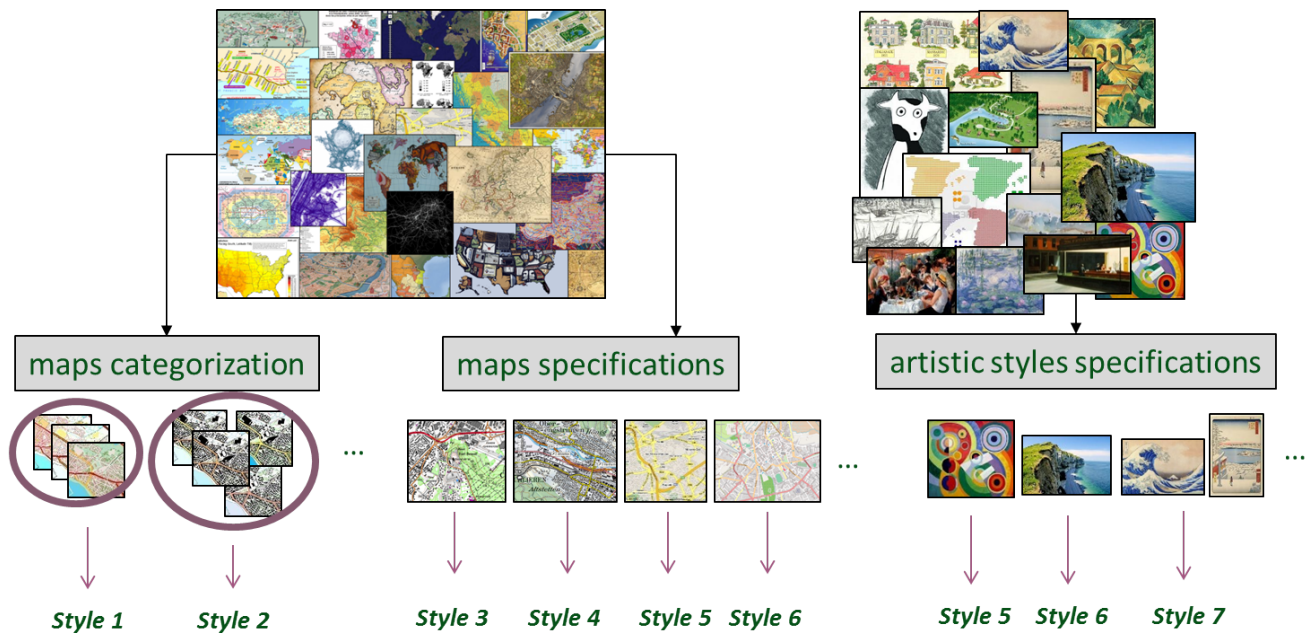 maps categorization
maps specifications
artistic styles specifications
...
...
...
Style 1
Style 2
Style 3
Style 4
Style 5
Style 6
Style 5
Style 6
Style 7